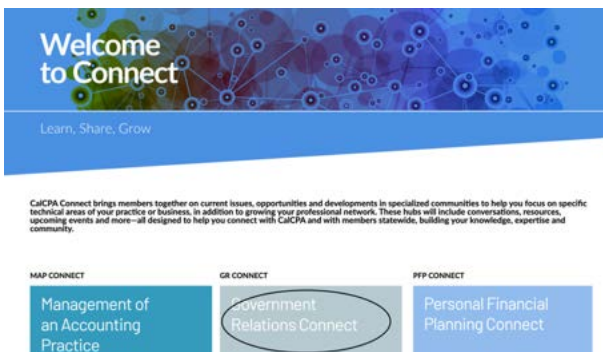 Welcome
to Connect
Learn, Share, Grow
CalCPA Connect brings members together on current issues, opportunities and developments in specialized communities to help you focus on specific
technical areas of your practice or business, in addition to growing your professional network. These hubs will include conversations, resources,
upcoming events and more—all designed to help you connect with CalCPA and with members statewide, building your knowledge, expertise and
community.
MAP CONNECT
GR CONNECT
PFP CONNECT
Management of
an Accounting
Practice
Government
Relations Connect
Personal Financial
Planning Connect